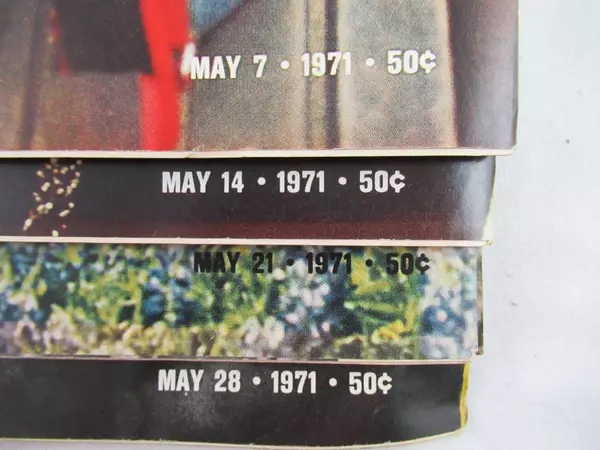 MAY 7 • 1971 • 50¢
MAY 14 • 1971 • 50¢
MAY 21 • 1971 • 50¢
MAY 28 • 1971 • 50¢